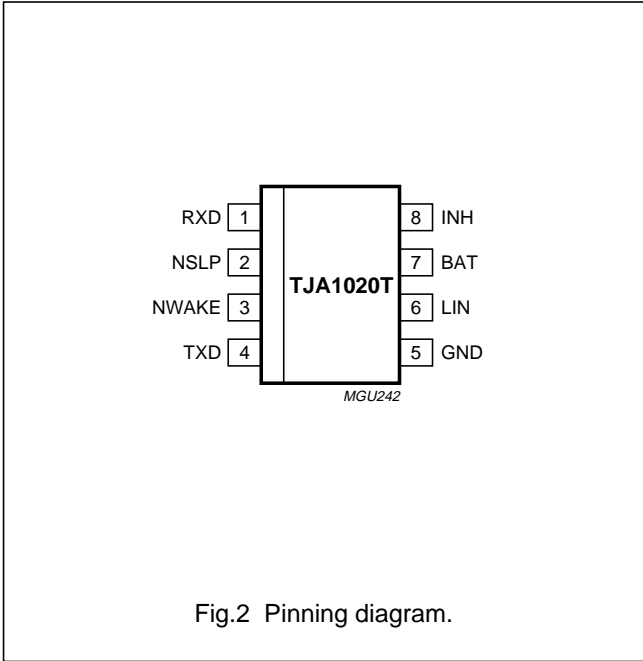 RXD 1 8 INH
NSLP 2 7 BAT
TJA1020T
NWAKE 3 6 LIN
TXD 4 5 GND
MGU242
Fig.2 Pinning diagram.